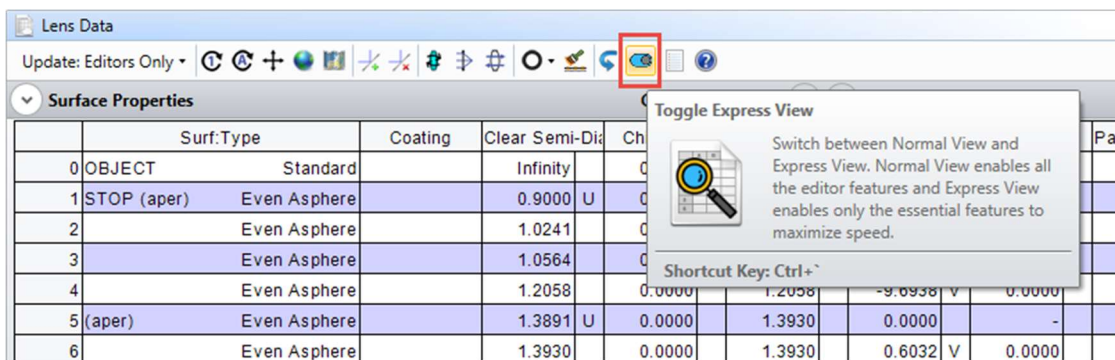 Lens Data
Update: Editors Only
Surface Properties
Toggle Express View
Switch between Normal View and
Express View. Normal View enables all
the editor features and Express View
enables only the essential features to
maximize speed.
Shortcut Key: Ctrl+`
Surf:Type Coating Clear Semi-Dia
0 OBJECT Standard Infinity
1 STOP (aper) Even Asphere 0.9000 U
2 Even Asphere 1.0241
3 Even Asphere 1.0564
4 Even Asphere 1.2058 0.0000 1.2058 -9.6938 V 0.0000
5 (aper) Even Asphere 1.3891 U 0.0000 1.3930 0.0000 -
6 Even Asphere 1.3930 0.0000 1.3930 0.6032 V 0.0000